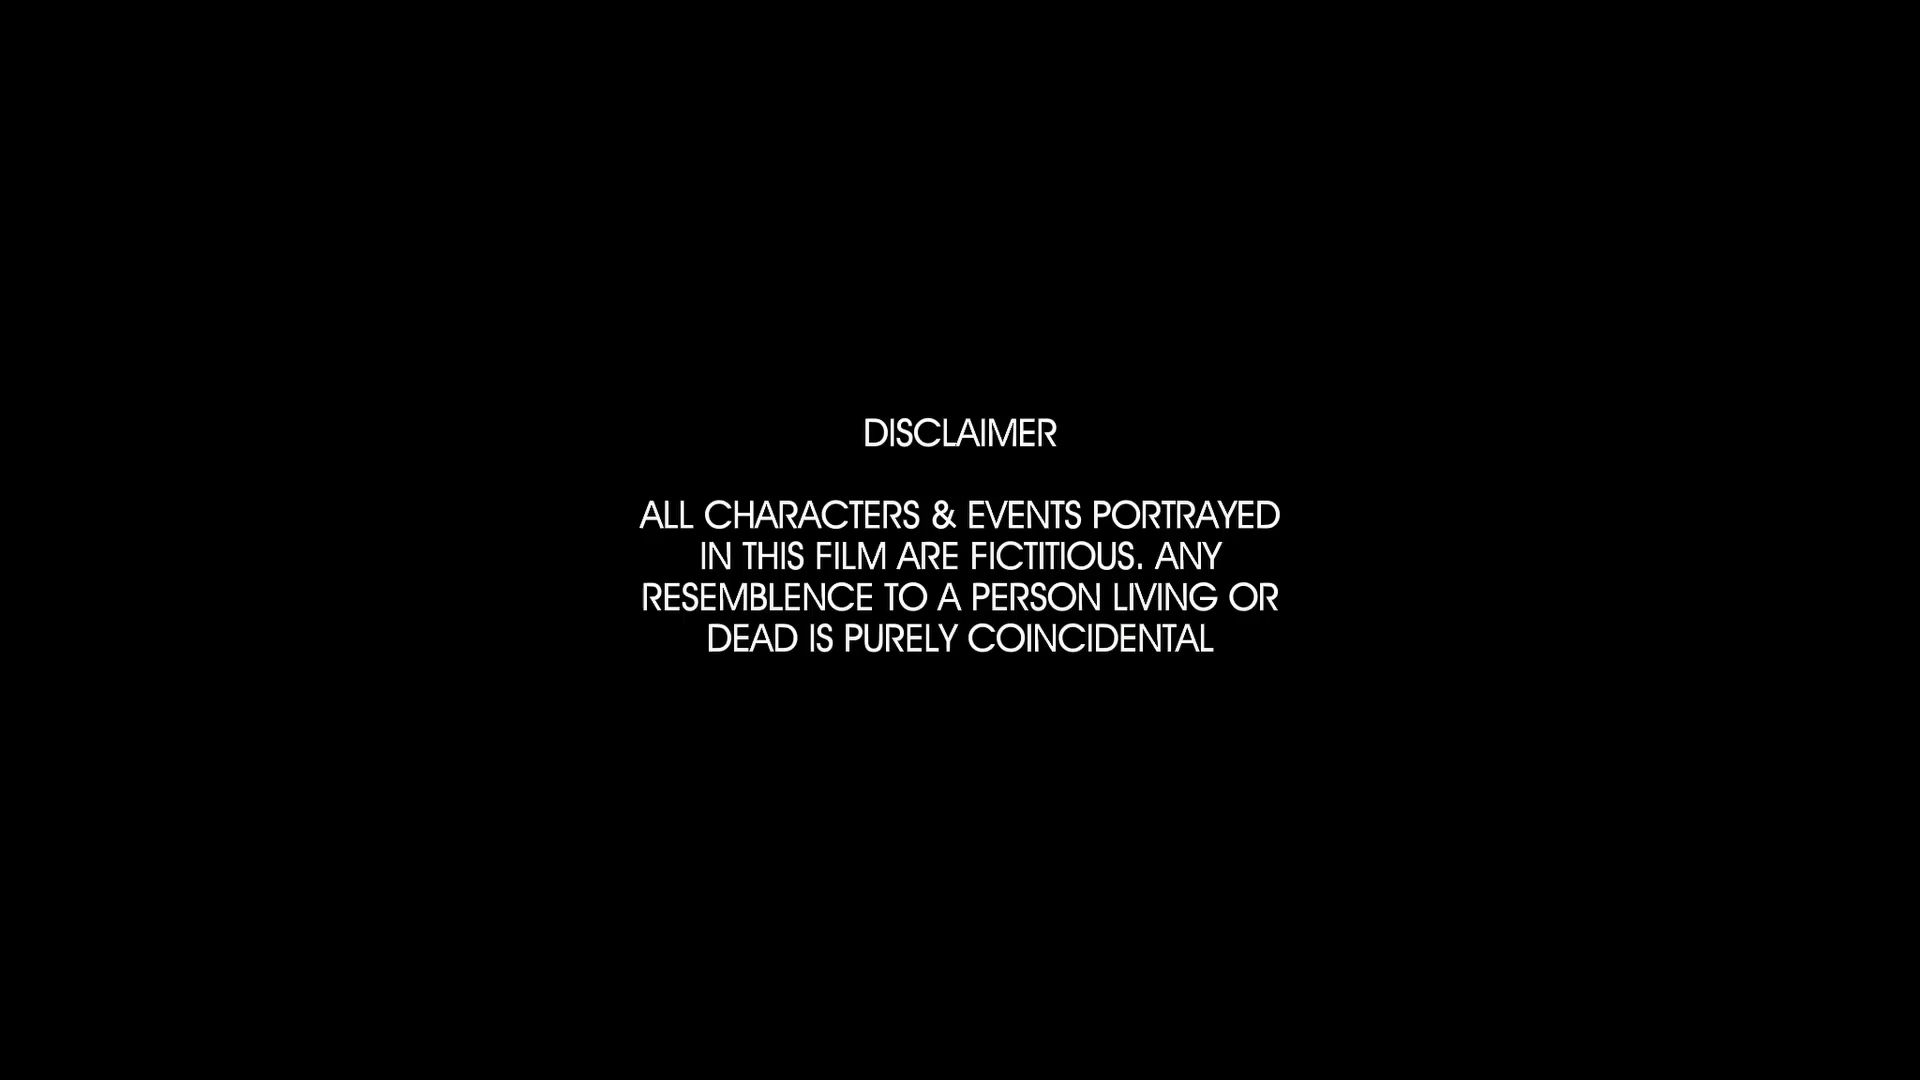 DISCLAIMER
ALL CHARACTERS & EVENTS PORTRAYED
IN THIS FILM ARE FICTITIOUS. ANY
RESEMBLENCE TO A PERSON LIVING OR
DEAD IS PURELY COINCIDENTAL